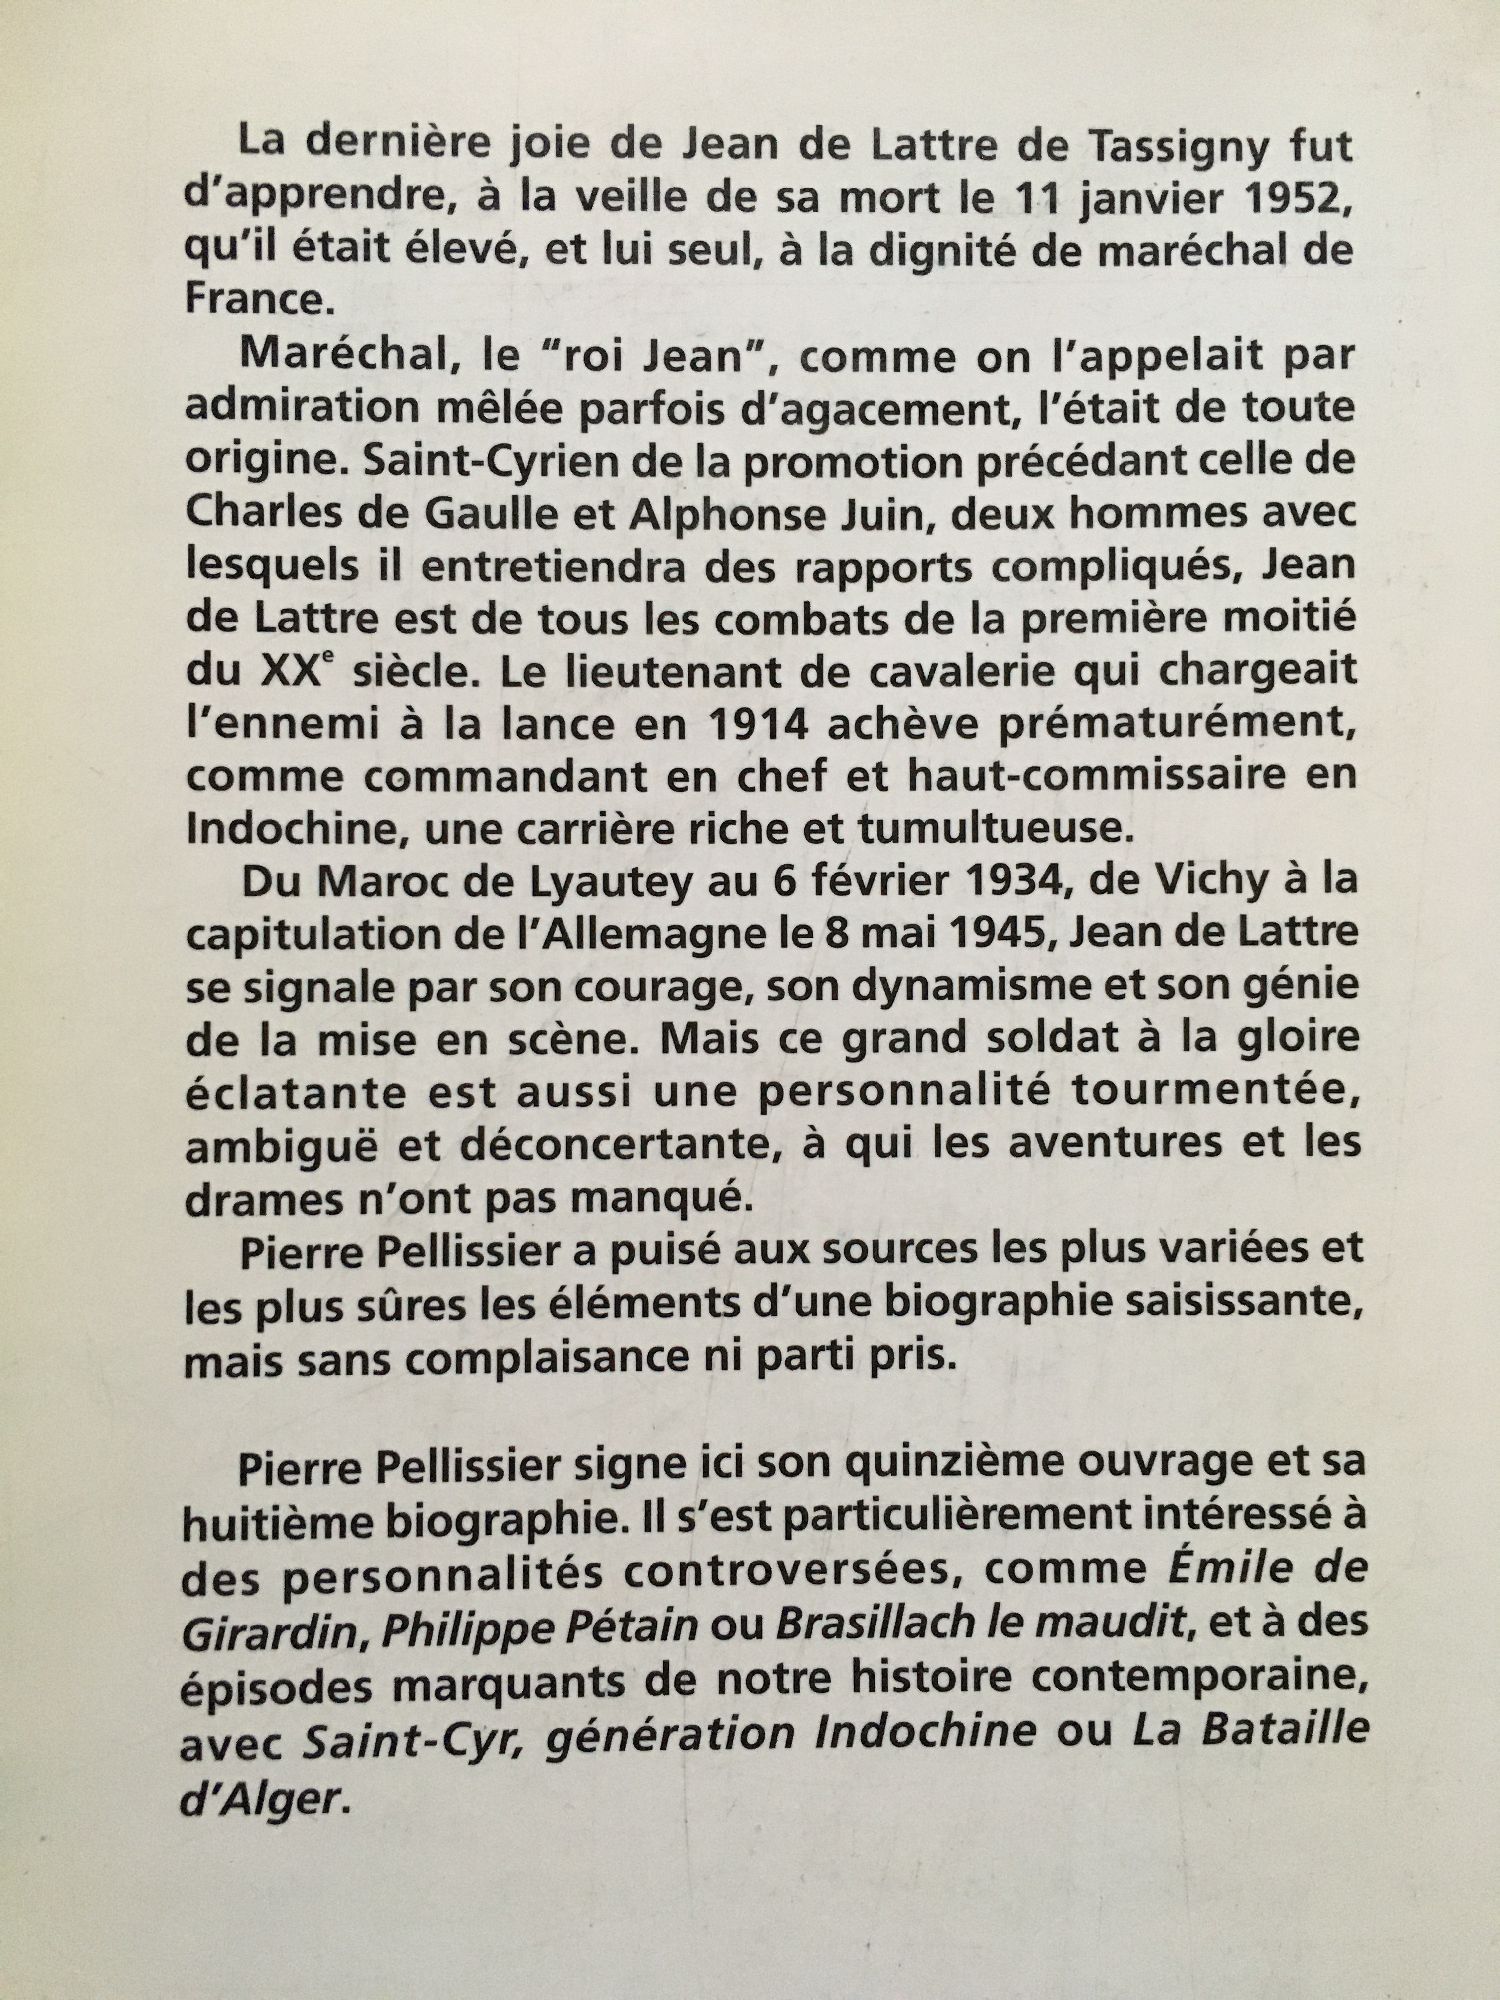 La dernière joie de Jean de Lattre de Tassigny fut
d'apprendre, à la veille de sa mort le 11 janvier 1952,
qu'il était élevé, et lui seul, à la dignité de maréchal de
France.
Maréchal, le "roi Jean", comme on l'appelait par
admiration mêlée parfois d'agacement, l'était de toute
origine. Saint-Cyrien de la promotion précédant celle de
Charles de Gaulle et Alphonse Juin, deux hommes avec
lesquels il entretiendra des rapports compliqués, Jean
de Lattre est de tous les combats de la première moitié
du XXe siècle. Le lieutenant de cavalerie qui chargeait
l'ennemi à la lance en 1914 achève prématurément,
comme commandant en chef et haut-commissaire en
Indochine, une carrière riche et tumultueuse.
Du Maroc de Lyautey au 6 février 1934, de Vichy à la
capitulation de l'Allemagne le 8 mai 1945, Jean de Lattre
se signale par son courage, son dynamisme et son génie
de la mise en scène. Mais ce grand soldat à la gloire
éclatante est aussi une personnalité tourmentée,
ambiguë et déconcertante, à qui les aventures et les
drames n'ont pas manqué.
Pierre Pellissier a puisé aux sources les plus variées et
les plus sûres les éléments d'une biographie saisissante,
mais sans complaisance ni parti pris.
Pierre Pellissier signe ici son quinzième ouvrage et sa
huitième biographie. Il s'est particulièrement intéressé à
des personnalités controversées, comme Émile de
Girardin, Philippe Pétain ou Brasillach le maudit, et à des
épisodes marquants de notre histoire contemporaine,
avec Saint-Cyr, génération Indochine ou La Bataille
d'Alger.